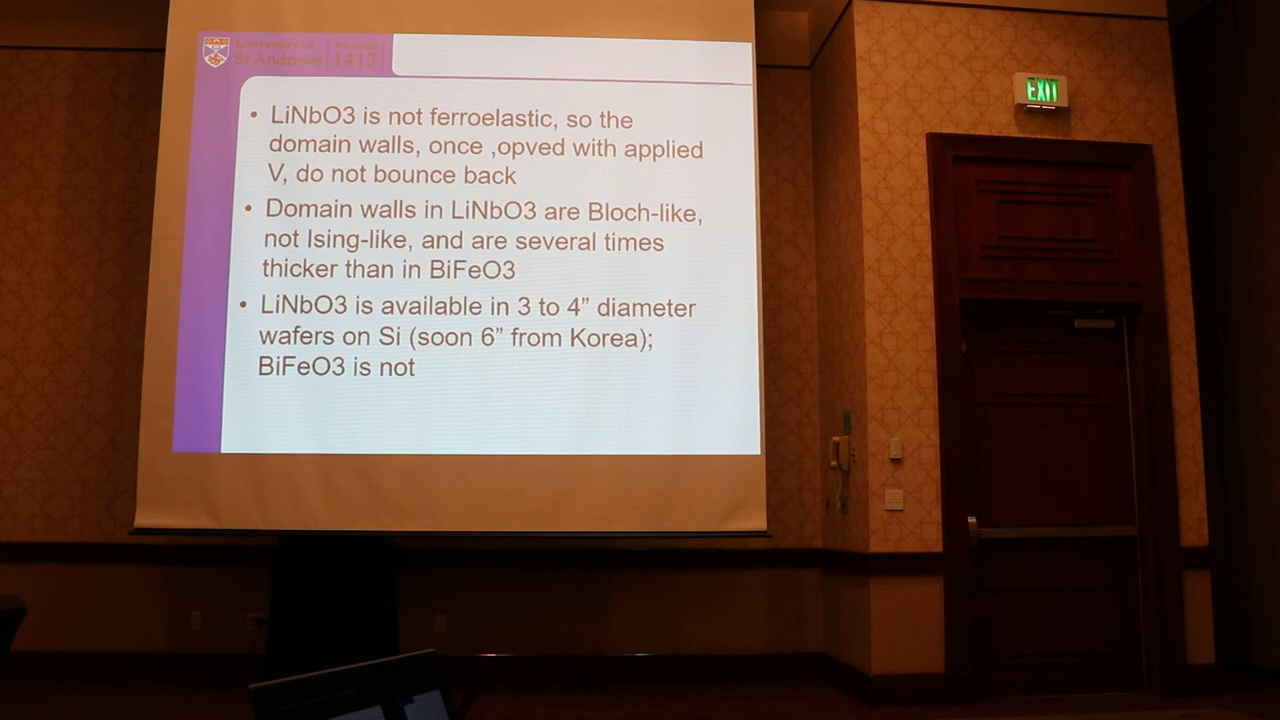 University of
St Andrews
1413
EXIT
• LiNbO3 is not ferroelastic, so the
domain walls, once ,opved with applied
V, do not bounce back
• Domain walls in LiNbO3 are Bloch-like,
not Ising-like, and are several times
thicker than in BiFeO3
• LiNbO3 is available in 3 to 4” diameter
wafers on Si (soon 6” from Korea);
BiFeO3 is not